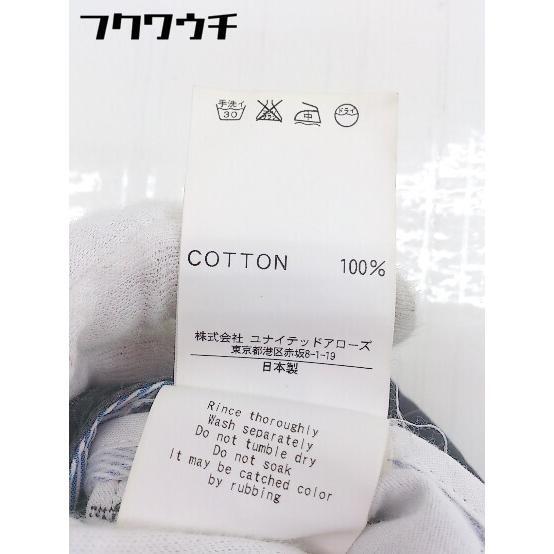 フクワウチ
手洗イ
30
中
COTTON 100%
株式会社 ユナイテッドアローズ
東京都港区赤坂8-1-19
日本製
Rince thoroughly
Wash separately
Do not tumble dry
Do not soak
It may be catched color
by rubbing